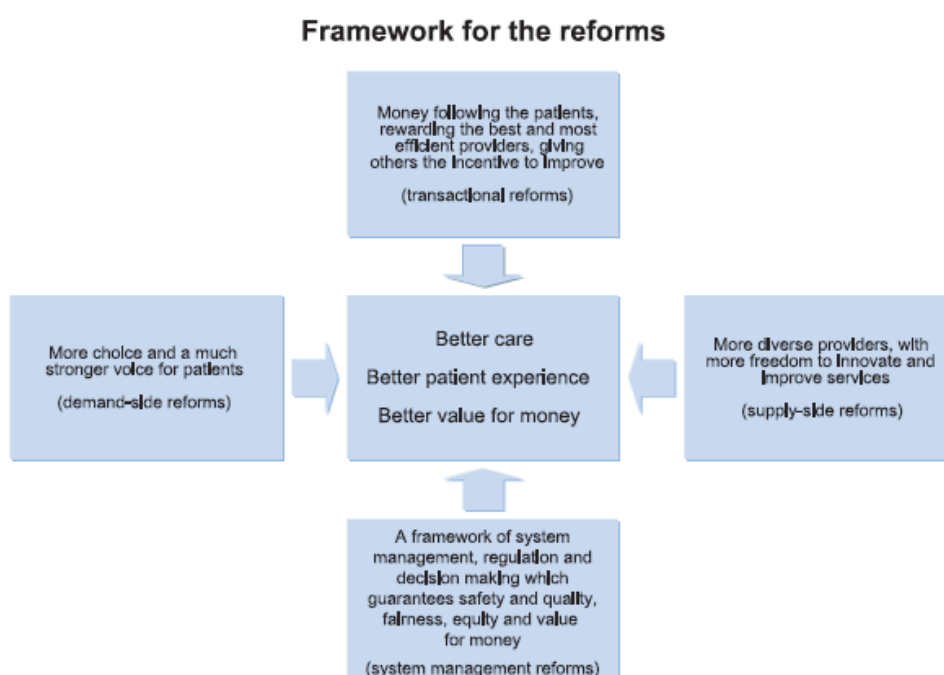 Framework for the reforms
Money following the patients,
rewarding the best and most
efficient providers, giving
others the incentive to improve
(transactional reforms)
More choice and a much
stronger voice for patients
(demand-side reforms)
Better care
Better patient experience
Better value for money
More diverse providers, with
more freedom to innovate and
improve services
(supply-side reforms)
A framework of system
management, regulation and
decision making which
guarantees safety and quality,
fairness, equity and value
for money
(system management reforms)